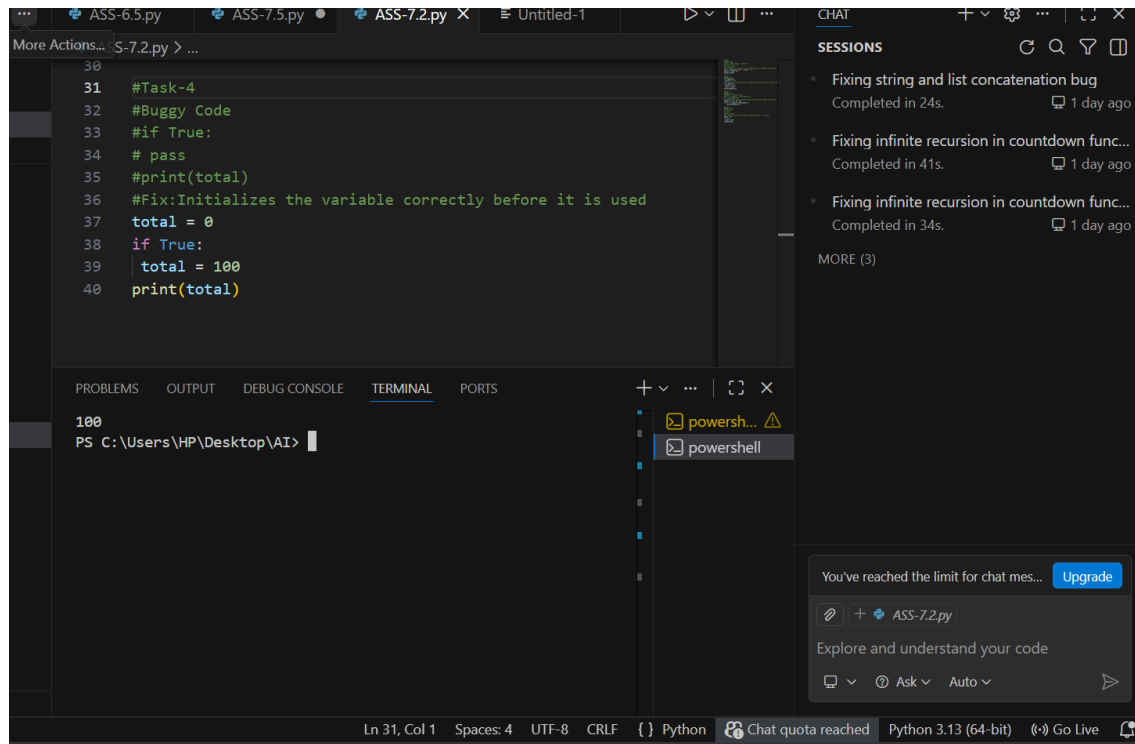 ASS-6.5.py ASS-7.5.py ASS-7.2.py Untitled-1
More Actions... S-7.2.py > ...
30
31 #Task-4
32 #Buggy Code
33 #if True:
34 # pass
35 #print(total)
36 #Fix:Initializes the variable correctly before it is used
37 total = 0
38 if True:
39 total = 100
40 print(total)
PROBLEMS OUTPUT DEBUG CONSOLE TERMINAL PORTS
100
PS C:\Users\HP\Desktop\AI>
powersh...
powershell
CHAT
SESSIONS
Fixing string and list concatenation bug
Completed in 24s. 1 day ago
Fixing infinite recursion in countdown func...
Completed in 41s. 1 day ago
Fixing infinite recursion in countdown func...
Completed in 34s. 1 day ago
MORE (3)
You've reached the limit for chat mes... Upgrade
+ ASS-7.2.py
Explore and understand your code
Ask Auto
Ln 31, Col 1 Spaces: 4 UTF-8 CRLF { } Python Chat quota reached Python 3.13 (64-bit) Go Live